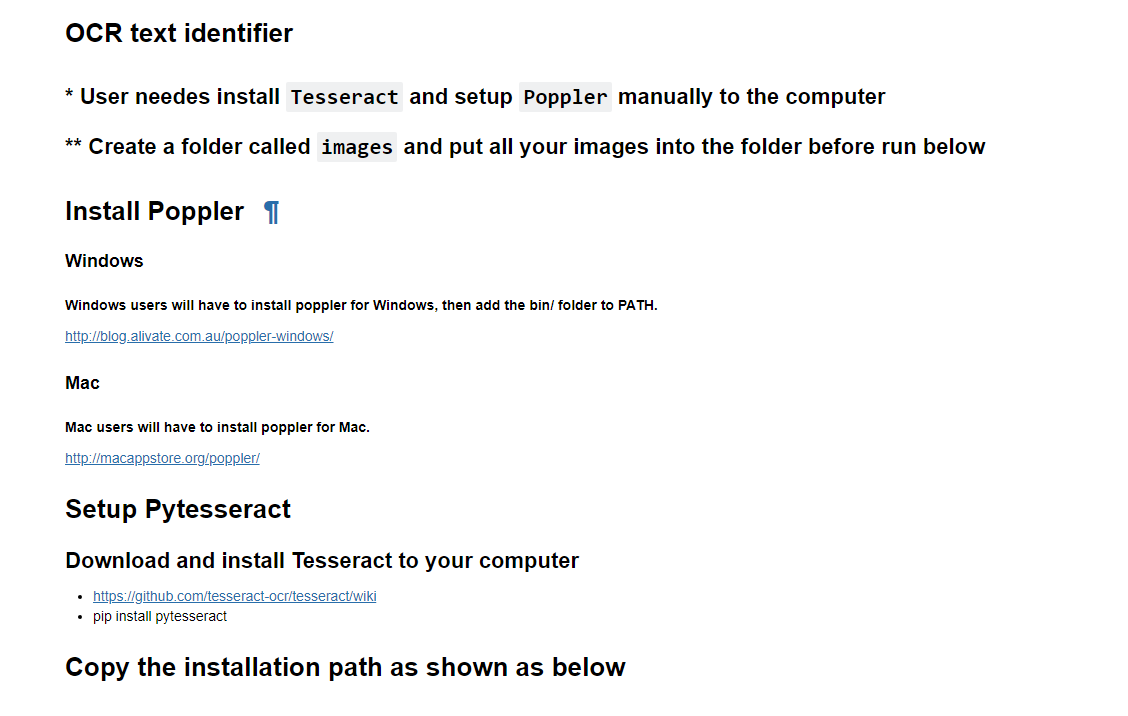 OCR text identifier
* User needes install Tesseract and setup Poppler manually to the computer
** Create a folder called images and put all your images into the folder before run below
Install Poppler ¶
Windows
Windows users will have to install poppler for Windows, then add the bin/ folder to PATH.
http://blog.alivate.com.au/poppler-windows/
Mac
Mac users will have to install poppler for Mac.
http://macappstore.org/poppler/
Setup Pytesseract
Download and install Tesseract to your computer
• https://github.com/tesseract-ocr/tesseract/wiki
• pip install pytesseract
Copy the installation path as shown as below